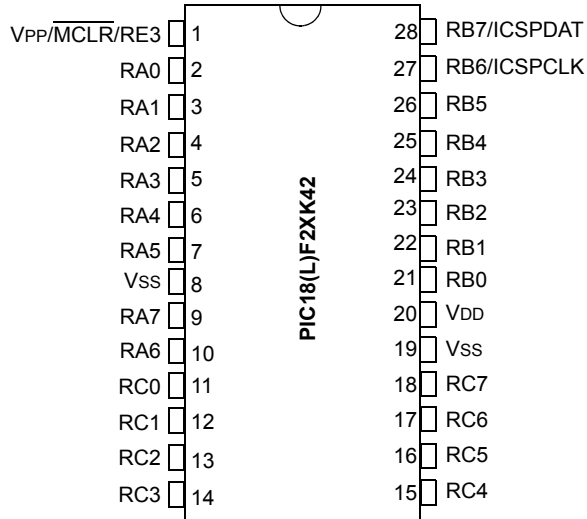 VPP/MCLR/RE3 1 28 RB7/ICSPDAT
RA0 2 27 RB6/ICSPCLK
RA1 3 26 RB5
RA2 4 25 RB4
RA3 5 24 RB3
RA4 6 23 RB2
RA5 7 22 RB1
VSS 8 21 RB0
RA7 9 20 VDD
RA6 10 19 VSS
RC0 11 18 RC7
RC1 12 17 RC6
RC2 13 16 RC5
RC3 14 15 RC4
PIC18(L)F2XK42